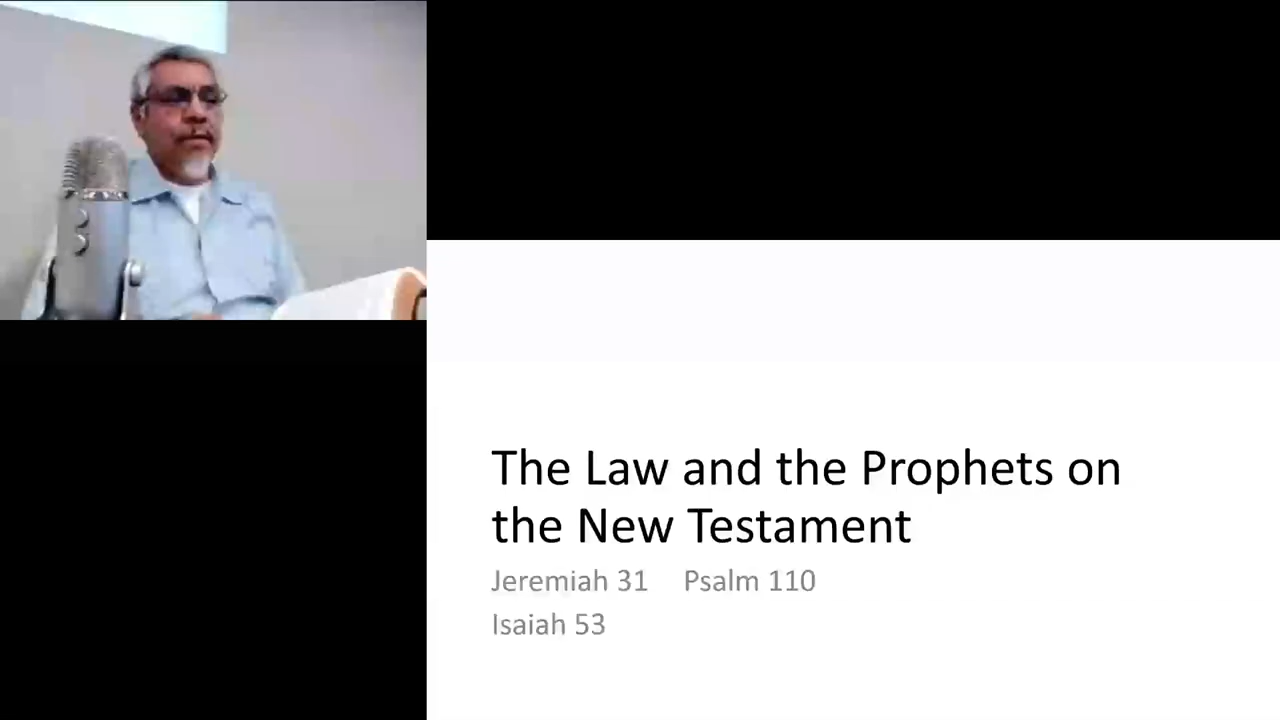 The Law and the Prophets on
the New Testament
Jeremiah 31 Psalm 110
Isaiah 53